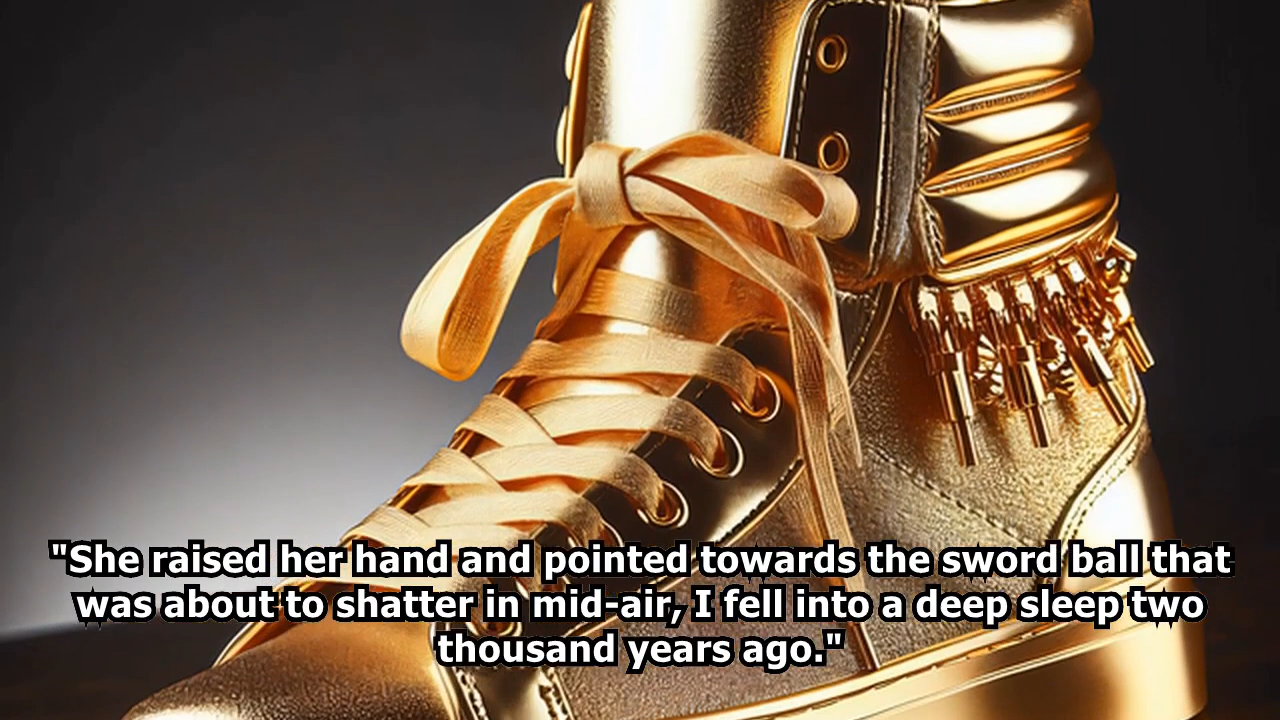 "She raised her hand and pointed towards the sword ball that
was about to shatter in mid-air, I fell into a deep sleep two
thousand years ago."